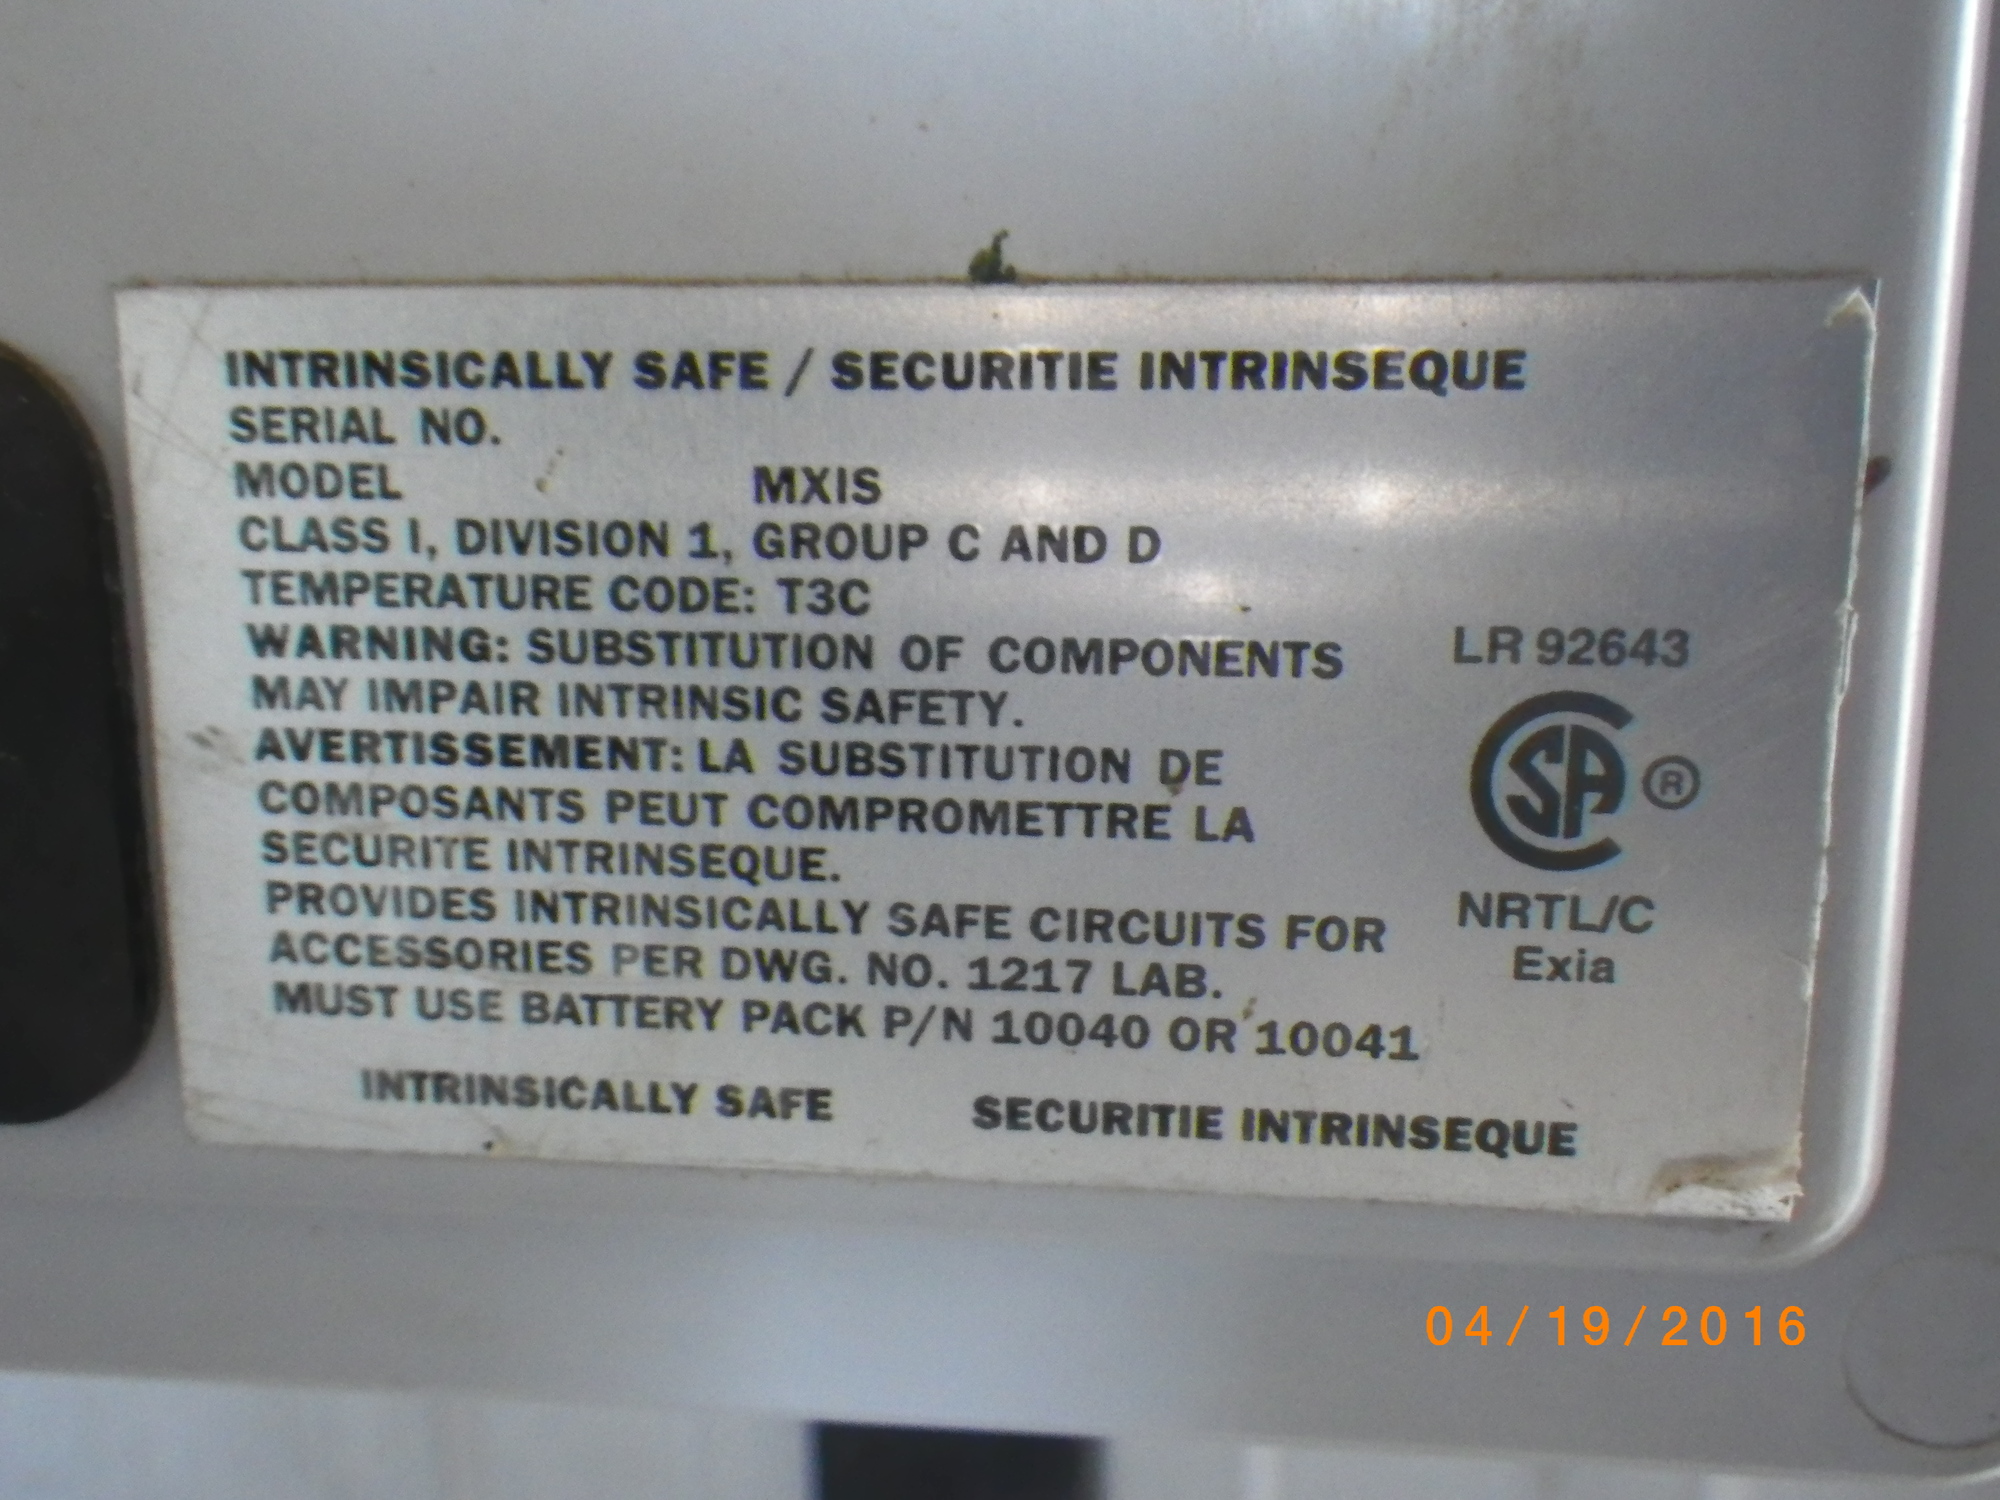 INTRINSICALLY SAFE / SECURITIE INTRINSEQUE
SERIAL NO.
MODEL MXIS
CLASS I, DIVISION 1, GROUP C AND D
TEMPERATURE CODE: T3C
WARNING: SUBSTITUTION OF COMPONENTS
MAY IMPAIR INTRINSIC SAFETY.
AVERTISSEMENT: LA SUBSTITUTION DE
COMPOSANTS PEUT COMPROMETTRE LA
SECURITE INTRINSEQUE.
PROVIDES INTRINSICALLY SAFE CIRCUITS FOR
ACCESSORIES PER DWG. NO. 1217 LAB.
MUST USE BATTERY PACK P/N 10040 OR 10041
LR 92643
CSA ®
NRTL/C
Exia
INTRINSICALLY SAFE SECURITIE INTRINSEQUE
04/19/2016